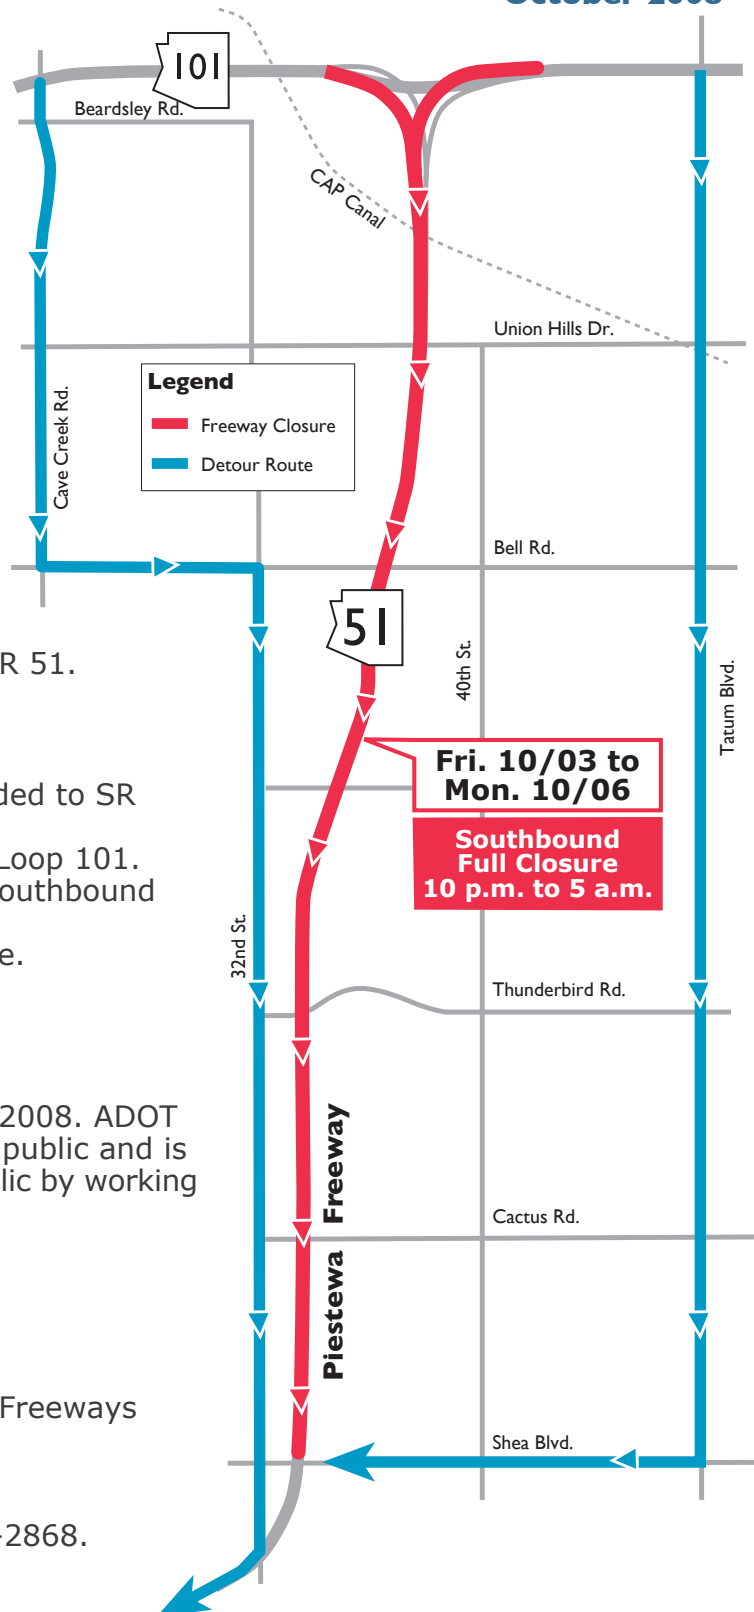 October 2008
101
Beardsley Rd.
CAP Canal
Union Hills Dr.
Legend
Freeway Closure
Detour Route
Cave Creek Rd.
Bell Rd.
51
40th St.
Tatum Blvd.
R 51.
Fri. 10/03 to
Mon. 10/06
Southbound
Full Closure
10 p.m. to 5 a.m.
ded to SR
Loop 101.
outhbound
e.
32nd St.
Thunderbird Rd.
2008. ADOT
public and is
lic by working
Piestewa Freeway
Cactus Rd.
Freeways
Shea Blvd.
-2868.